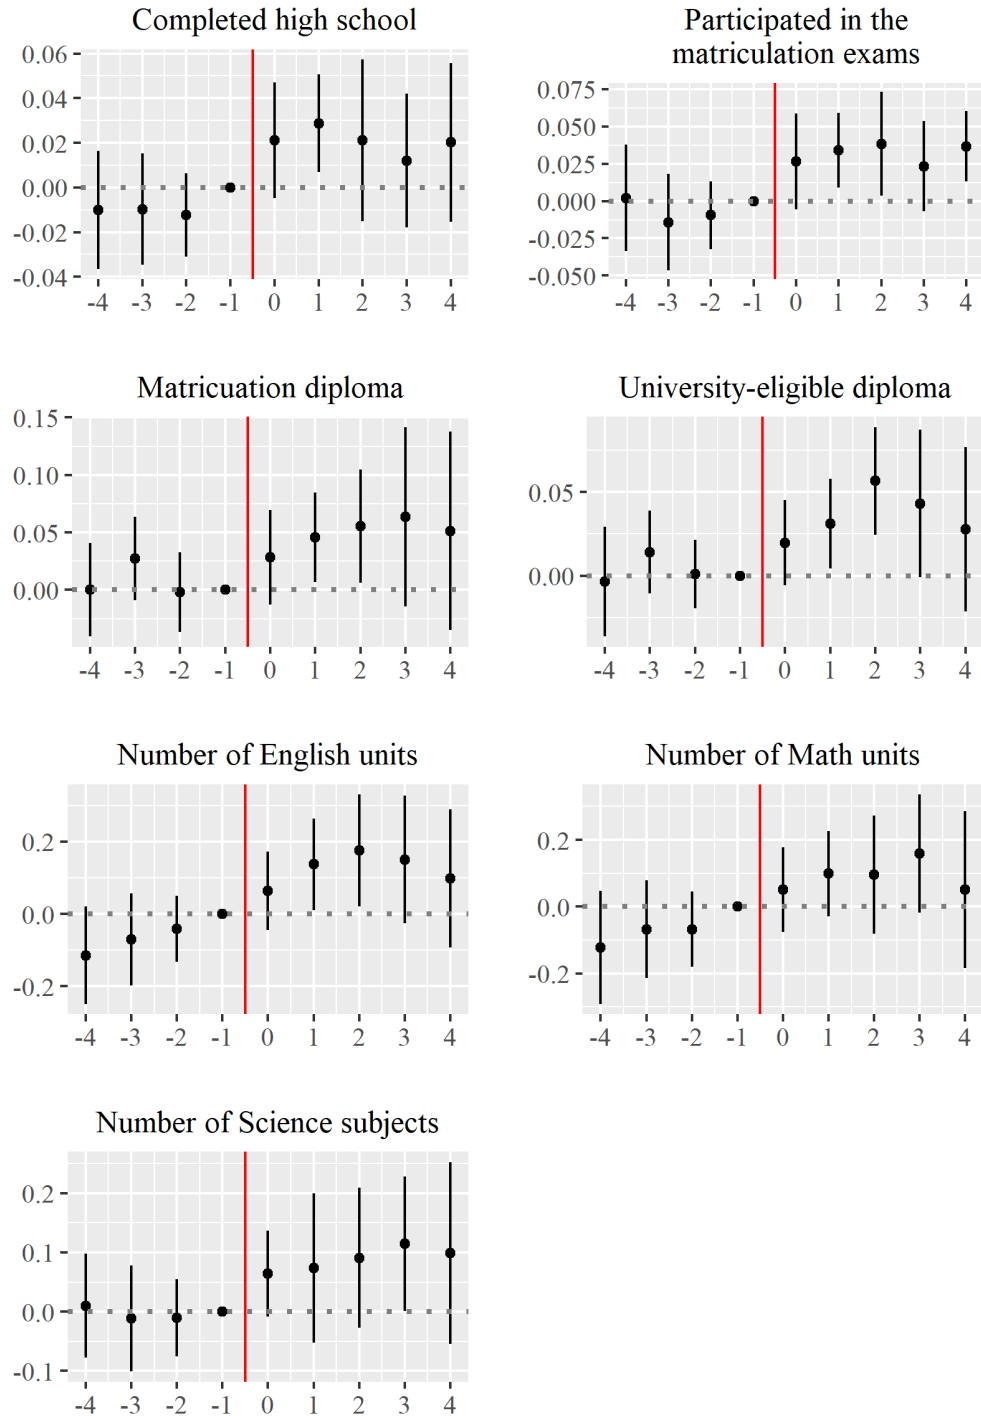 Completed high school
0.06
0.04
0.02
0.00
-0.02
-0.04
-4 -3 -2 -1 0 1 2 3 4
Participated in the
matriculation exams
0.075
0.050
0.025
0.000
-0.025
-0.050
-4 -3 -2 -1 0 1 2 3 4
Matricuation diploma
0.15
0.10
0.05
0.00
-4 -3 -2 -1 0 1 2 3 4
University-eligible diploma
0.05
0.00
-4 -3 -2 -1 0 1 2 3 4
Number of English units
0.2
0.0
-0.2
-4 -3 -2 -1 0 1 2 3 4
Number of Math units
0.2
0.0
-0.2
-4 -3 -2 -1 0 1 2 3 4
Number of Science subjects
0.2
0.1
0.0
-0.1
-4 -3 -2 -1 0 1 2 3 4